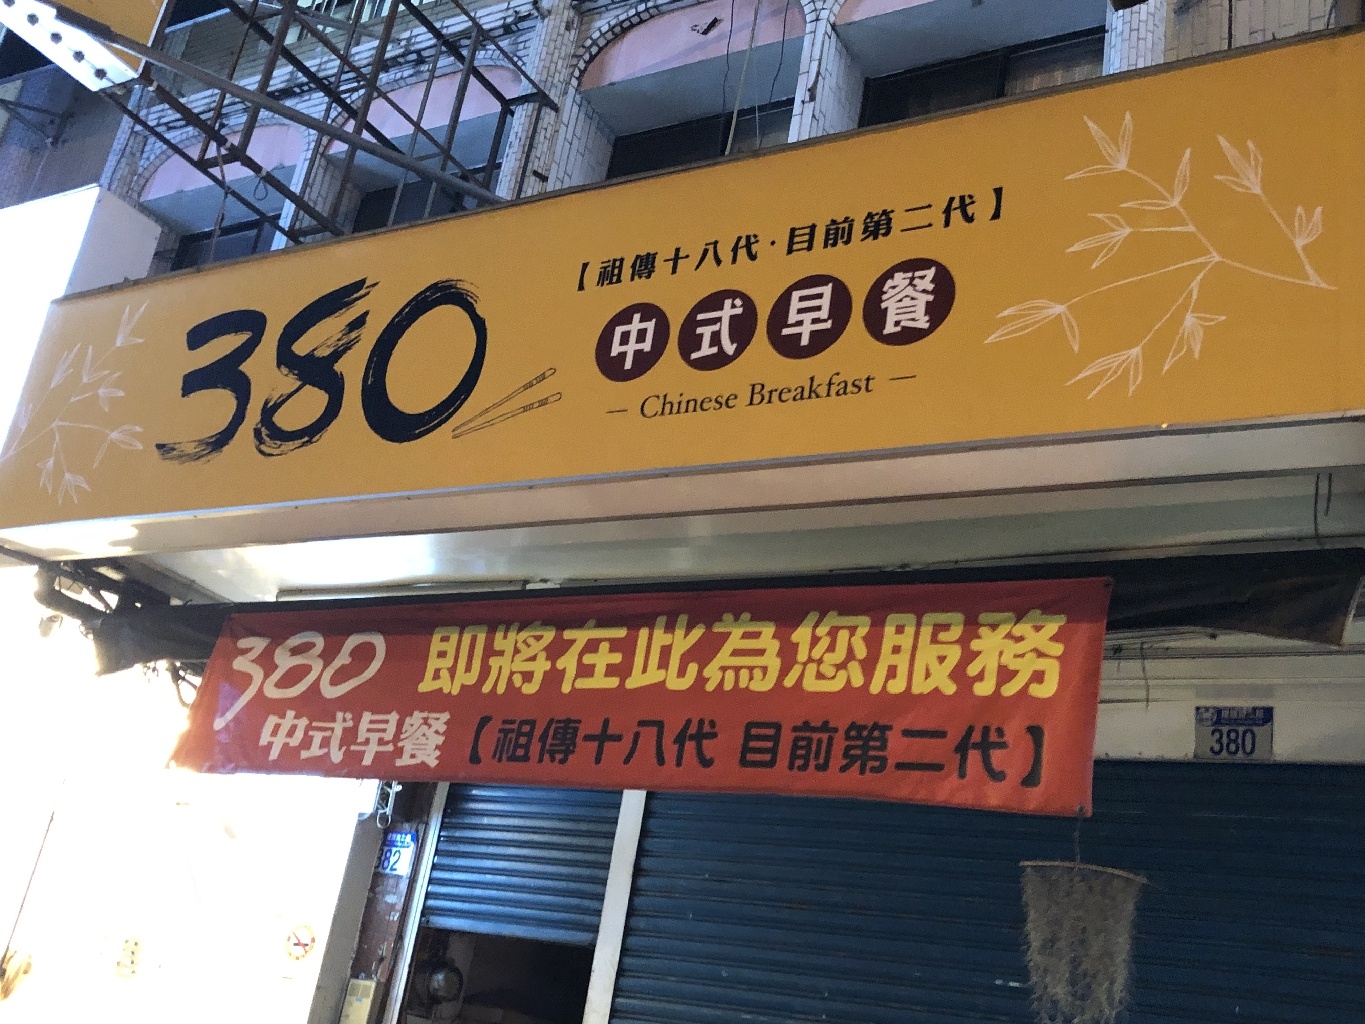 【祖傳十八代·目前第二代】
380
中式早餐
— Chinese Breakfast —
380 即將在此為您服務
中式早餐【祖傳十八代 目前第二代】
380
382